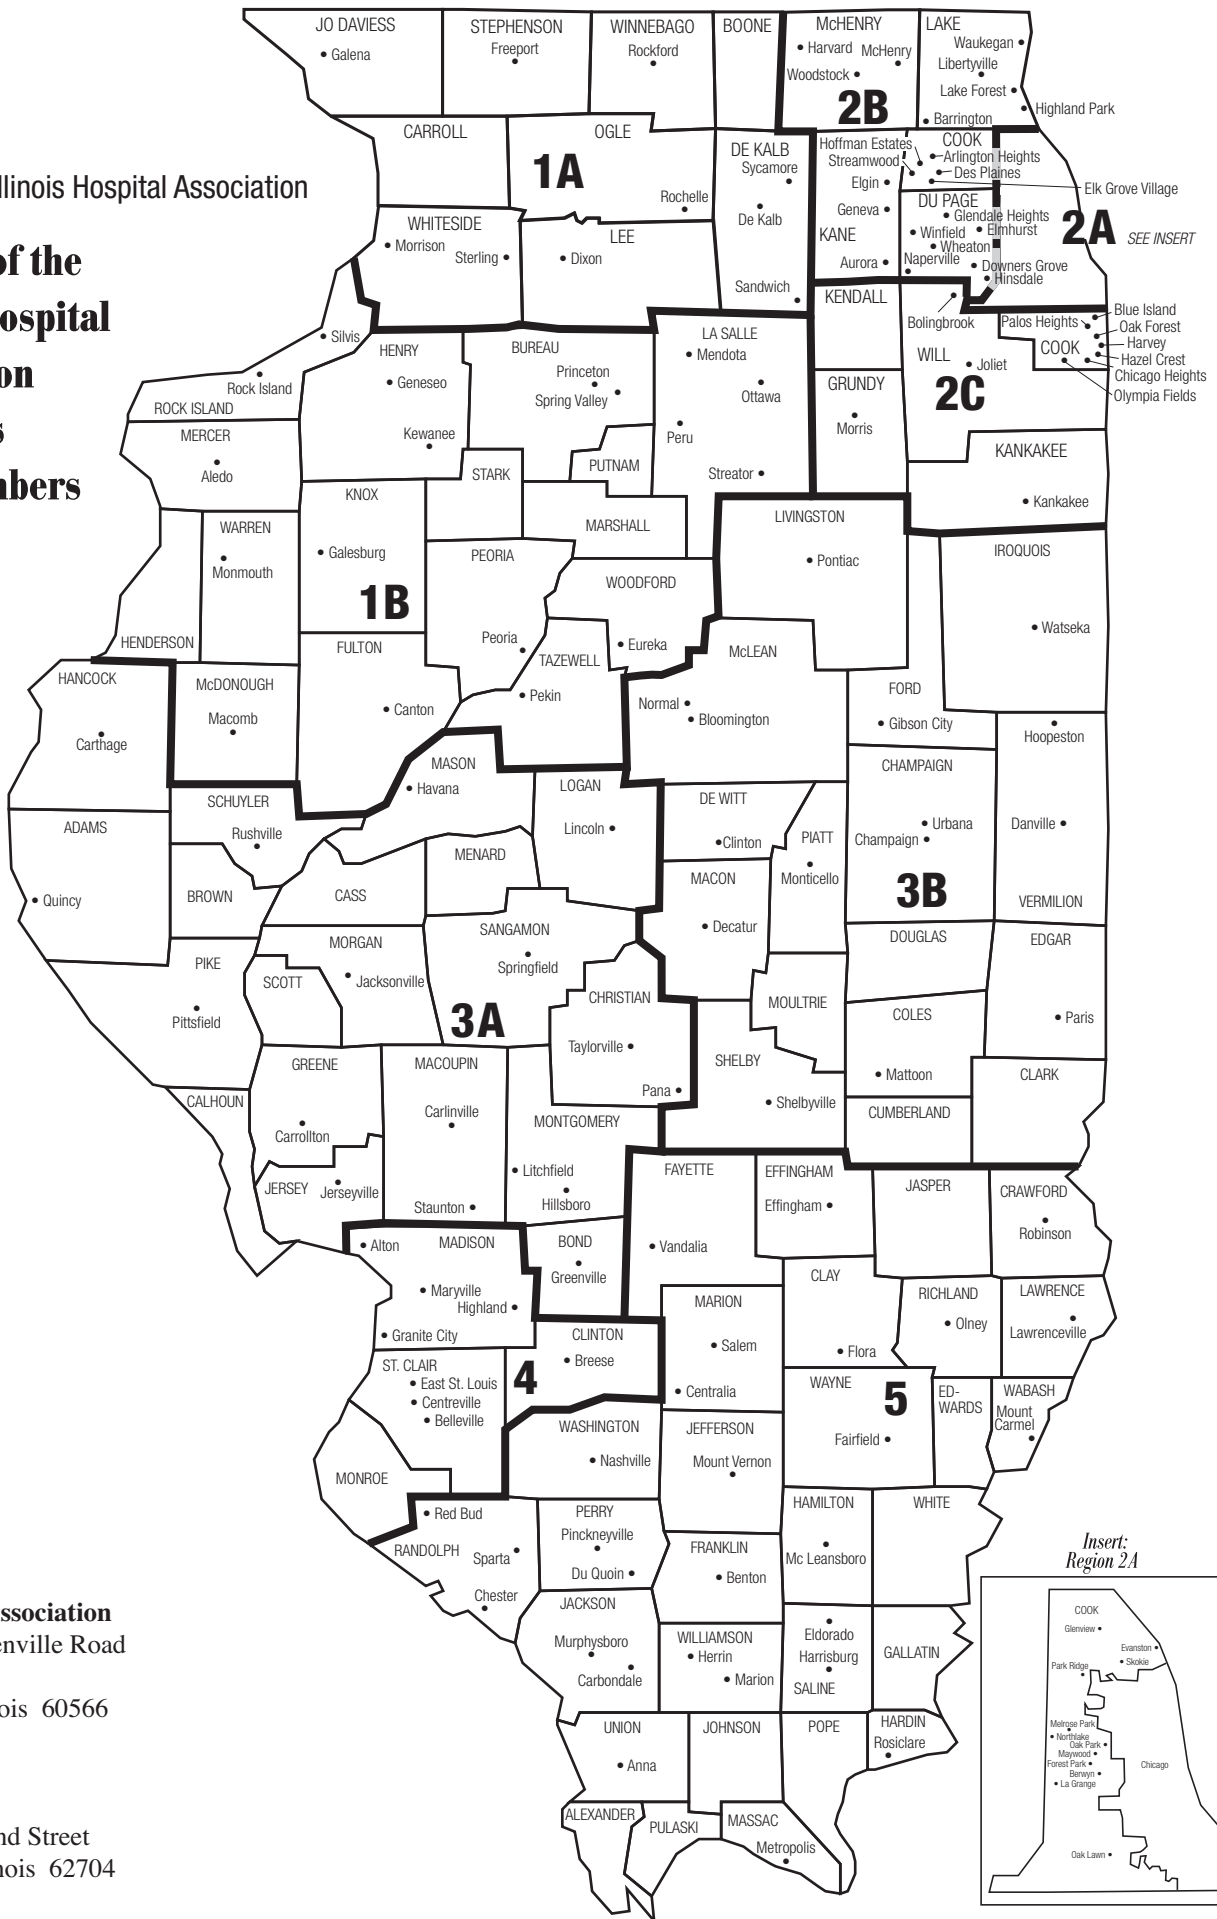 llinois Hospital Association
of the
ospital
on
s
nbers
JO DAVIESS
Galena
STEPHENSON
Freeport
WINNEBAGO
Rockford
BOONE
McHENRY
Harvard
McHenry
Woodstock
2B
LAKE
Waukegan
Libertyville
Lake Forest
Highland Park
Barrington
CARROLL
OGLE
1A
Rochelle
DE KALB
Sycamore
De Kalb
Sandwich
Hoffman Estates
Streamwood
Elgin
Geneva
KANE
Aurora
COOK
Arlington Heights
Des Plaines
Elk Grove Village
DU PAGE
Glendale Heights
Winfield
Elmhurst
Wheaton
Naperville
Downers Grove
Hinsdale
2A
SEE INSERT
WHITESIDE
Morrison
Sterling
LEE
Dixon
Silvis
Rock Island
ROCK ISLAND
HENRY
Geneseo
Kewanee
BUREAU
Princeton
Spring Valley
LA SALLE
Mendota
Ottawa
Peru
Streator
KENDALL
Bolingbrook
Palos Heights
Blue Island
Oak Forest
Harvey
Hazel Crest
Chicago Heights
Olympia Fields
COOK
WILL
Joliet
2C
GRUNDY
Morris
KANKAKEE
Kankakee
MERCER
Aledo
STARK
PUTNAM
KNOX
Galesburg
MARSHALL
WARREN
Monmouth
HENDERSON
1B
PEORIA
Peoria
WOODFORD
Eureka
LIVINGSTON
Pontiac
IROQUOIS
Watseka
FULTON
Canton
TAZEWELL
Pekin
McLEAN
Normal
Bloomington
FORD
Gibson City
Hoopeston
HANCOCK
Carthage
McDONOUGH
Macomb
MASON
Havana
LOGAN
Lincoln
SCHUYLER
Rushville
ADAMS
Quincy
BROWN
CASS
MENARD
DE WITT
Clinton
PIATT
Monticello
CHAMPAIGN
Urbana
Champaign
3B
Danville
VERMILION
MACON
Decatur
MORGAN
Jacksonville
SANGAMON
Springfield
PIKE
Pittsfield
SCOTT
3A
CHRISTIAN
Taylorville
Pana
MOULTRIE
DOUGLAS
EDGAR
Paris
COLES
Mattoon
SHELBY
Shelbyville
CUMBERLAND
CLARK
GREENE
Carrollton
MACOUPIN
Carlinville
Staunton
CALHOUN
JERSEY
Jerseyville
MONTGOMERY
Litchfield
Hillsboro
FAYETTE
Vandalia
EFFINGHAM
Effingham
JASPER
CRAWFORD
Robinson
Alton
MADISON
Maryville
Highland
Granite City
BOND
Greenville
CLAY
Flora
RICHLAND
Olney
LAWRENCE
Lawrenceville
MARION
Salem
Centralia
CLINTON
Breese
4
ST. CLAIR
East St. Louis
Centreville
Belleville
WAYNE
5
Fairfield
ED-
WARDS
WABASH
Mount
Carmel
WASHINGTON
Nashville
JEFFERSON
Mount Vernon
MONROE
Red Bud
RANDOLPH
Sparta
Chester
PERRY
Pinckneyville
Du Quoin
HAMILTON
Mc Leansboro
WHITE
FRANKLIN
Benton
JACKSON
Murphysboro
Carbondale
WILLIAMSON
Herrin
Marion
Eldorado
Harrisburg
SALINE
GALLATIN
UNION
Anna
JOHNSON
POPE
HARDIN
Rosiclare
ALEXANDER
PULASKI
MASSAC
Metropolis
ssociation
enville Road
ois 60566
nd Street
nois 62704
Insert:
Region 2A
COOK
Glenview
Evanston
Skokie
Park Ridge
Melrose Park
Northlake
Oak Park
Maywood
Forest Park
Berwyn
La Grange
Chicago
Oak Lawn